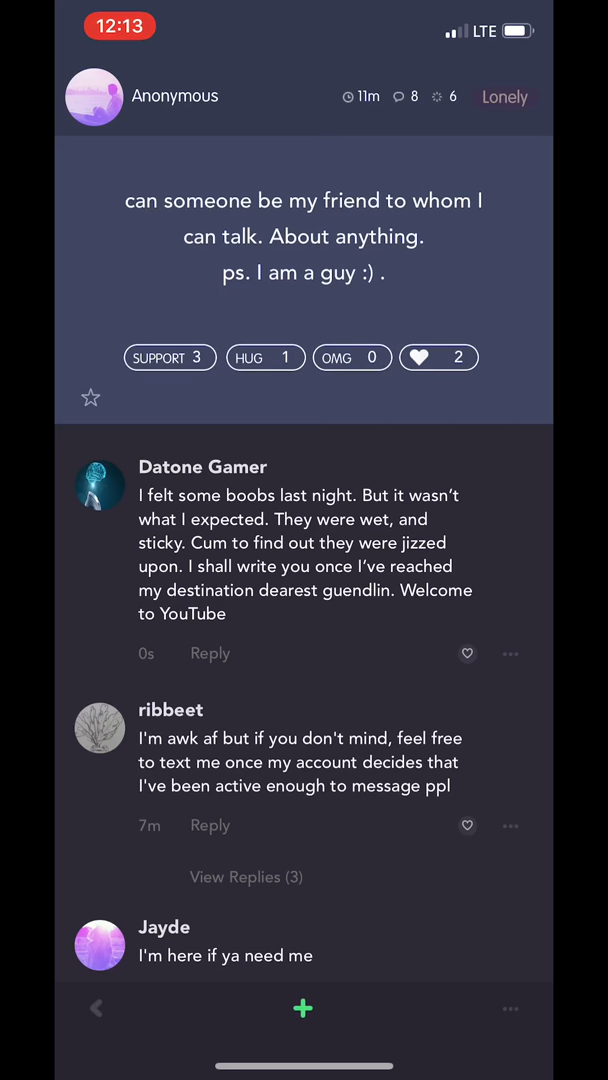 12:13
LTE
Anonymous 11m 8 6 Lonely
can someone be my friend to whom I
can talk. About anything.
ps. I am a guy :) .
SUPPORT 3 HUG 1 OMG 0 2
Datone Gamer
I felt some boobs last night. But it wasn’t
what I expected. They were wet, and
sticky. Cum to find out they were jizzed
upon. I shall write you once I’ve reached
my destination dearest guendlin. Welcome
to YouTube
0s Reply
ribbeet
I'm awk af but if you don't mind, feel free
to text me once my account decides that
I've been active enough to message ppl
7m Reply
View Replies (3)
Jayde
I'm here if ya need me